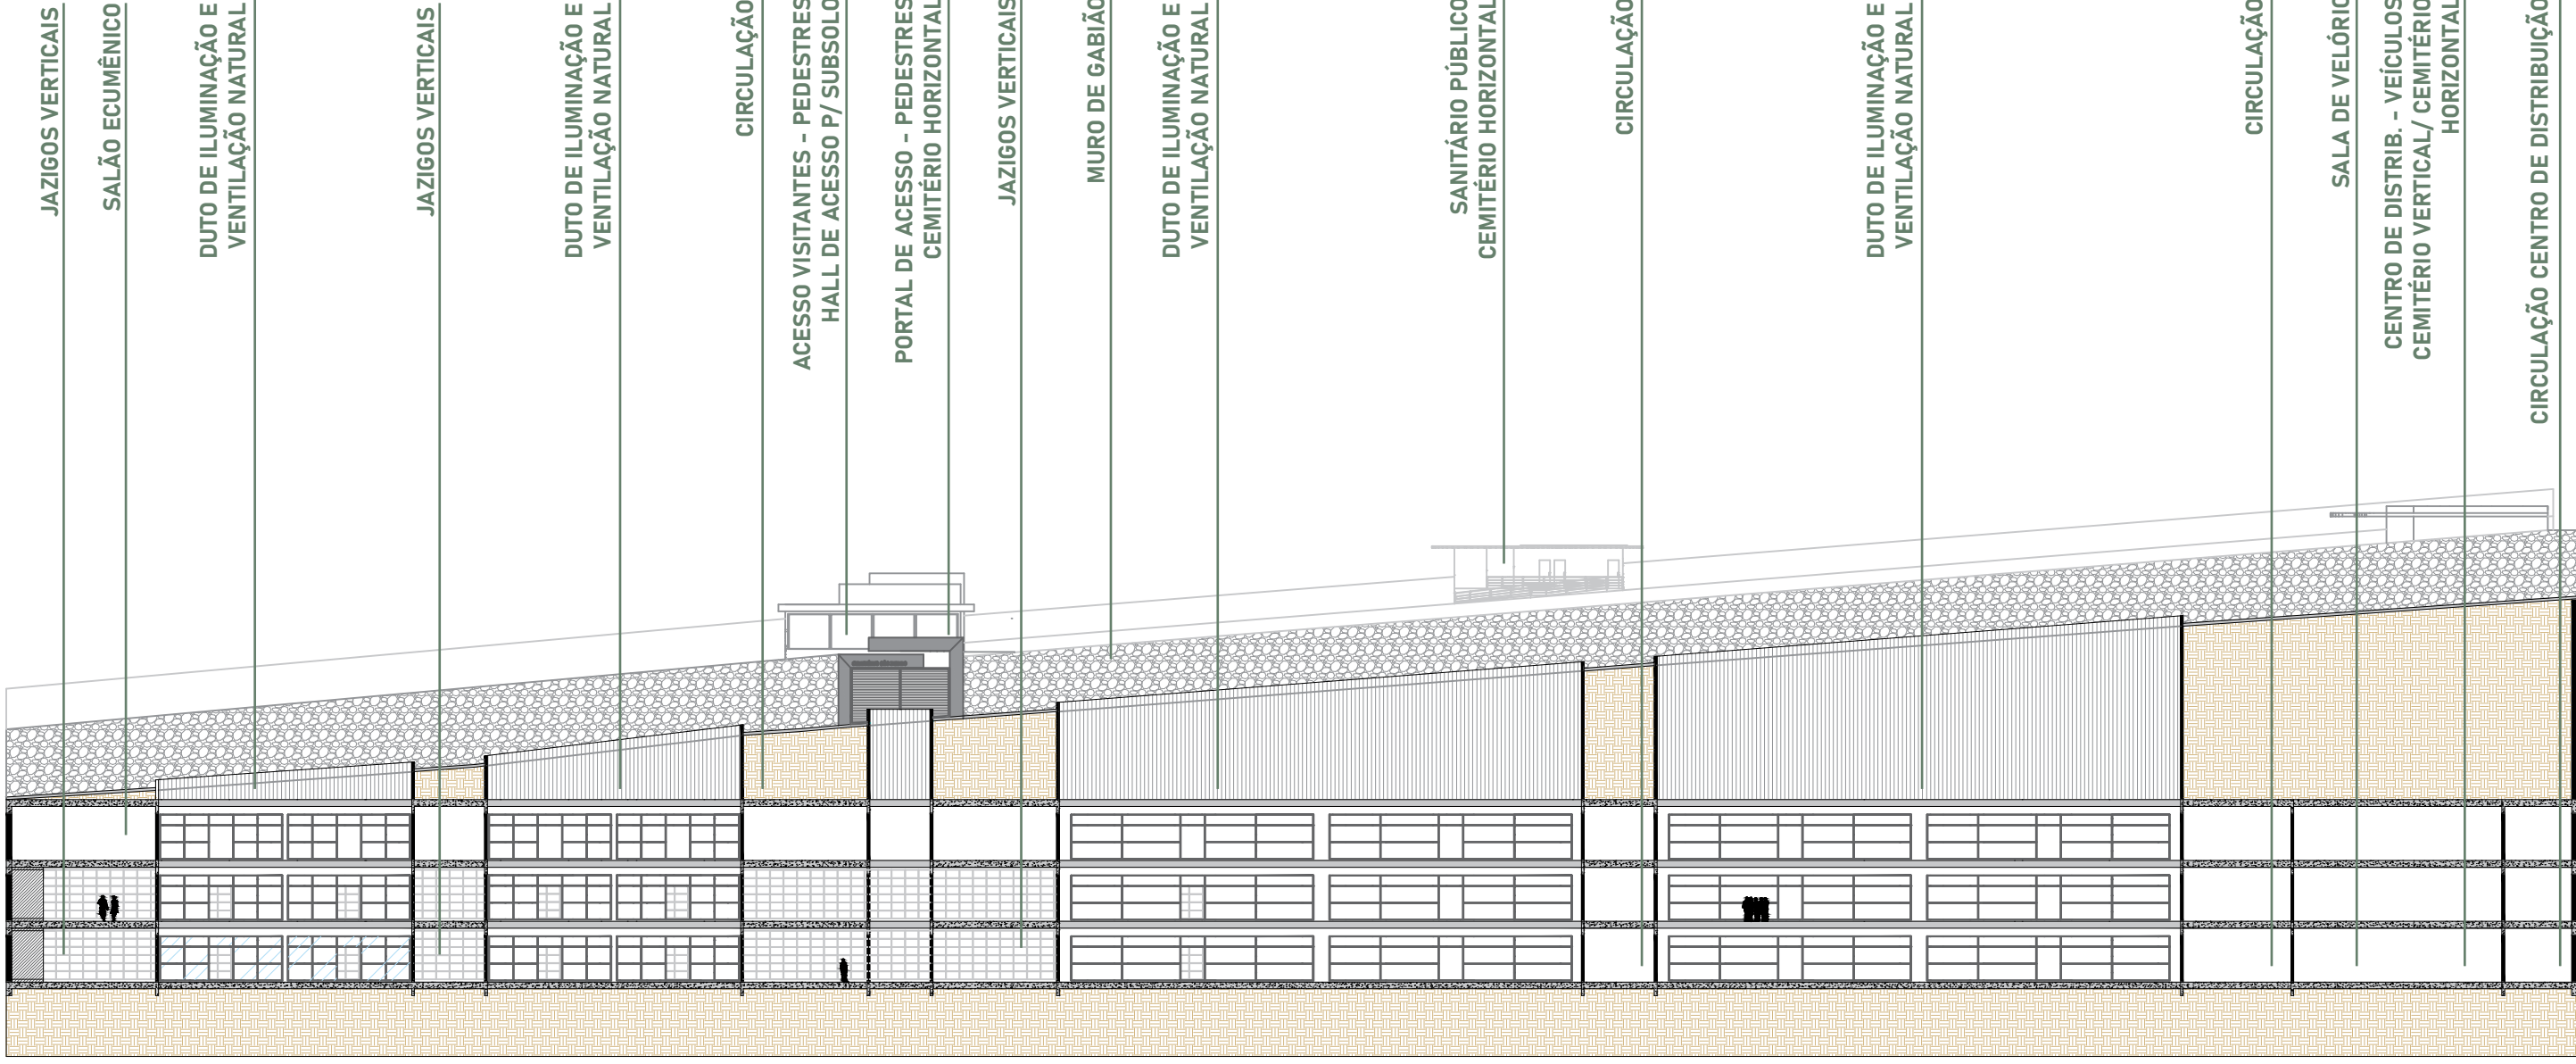 JAZIGOS VERTICAIS
SALÃO ECUMÊNICO
DUTO DE ILUMINAÇÃO E
VENTILAÇÃO NATURAL
JAZIGOS VERTICAIS
DUTO DE ILUMINAÇÃO E
VENTILAÇÃO NATURAL
CIRCULAÇÃO
ACESSO VISITANTES - PEDESTRES
HALL DE ACESSO P/ SUBSOLO
PORTAL DE ACESSO - PEDESTRES
CEMITÉRIO HORIZONTAL
JAZIGOS VERTICAIS
MURO DE GABIÃO
DUTO DE ILUMINAÇÃO E
VENTILAÇÃO NATURAL
SANITÁRIO PÚBLICO
CEMITÉRIO HORIZONTAL
CIRCULAÇÃO
DUTO DE ILUMINAÇÃO E
VENTILAÇÃO NATURAL
CIRCULAÇÃO
SALA DE VELÓRIO
CENTRO DE DISTRIB. - VEÍCULOS
CEMITÉRIO VERTICAL/ CEMITÉRIO
HORIZONTAL
CIRCULAÇÃO CENTRO DE DISTRIBUIÇÃO